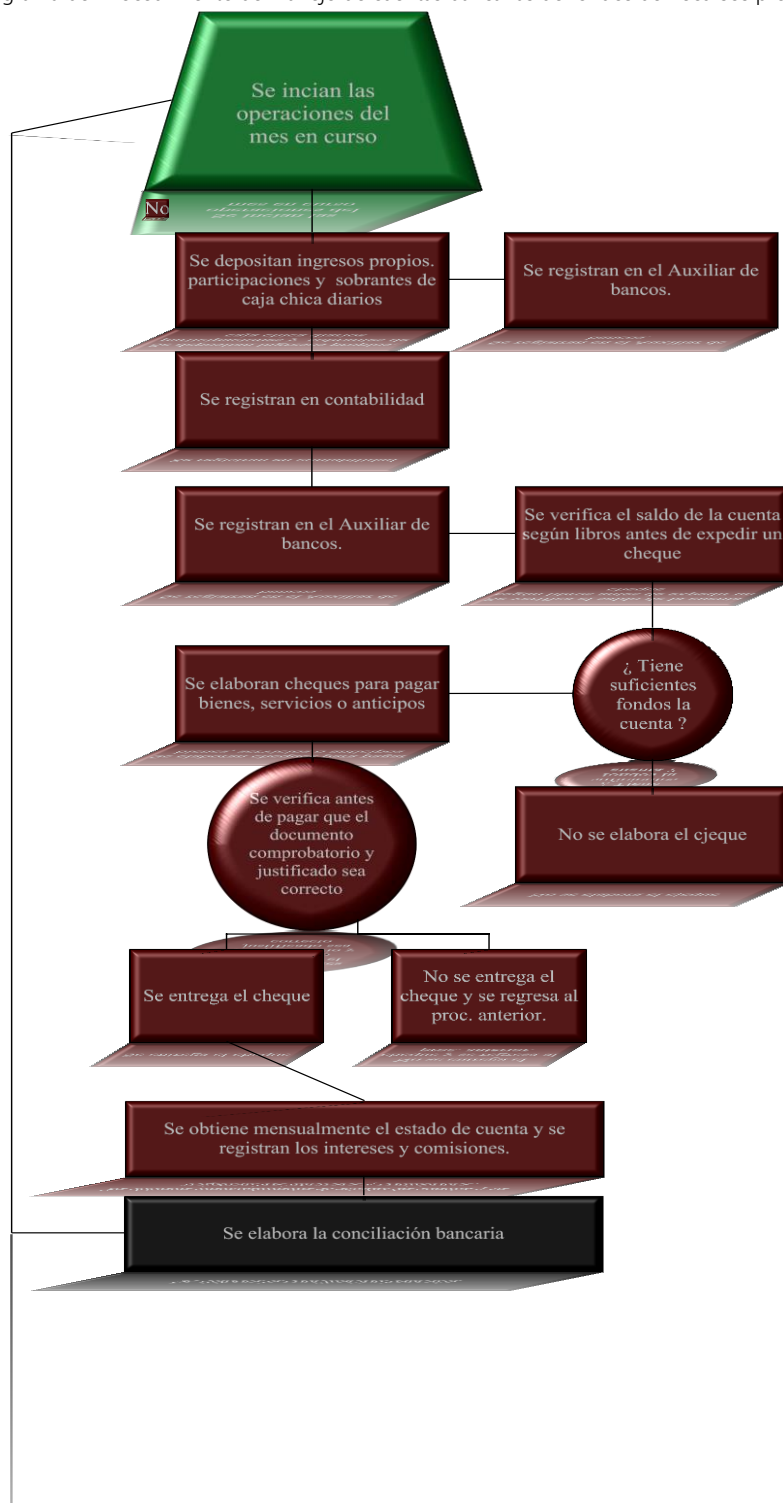 Se incian las
operaciones del
mes en curso
No
Se depositan ingresos propios.
participaciones y sobrantes de
caja chica diarios
Se registran en el Auxiliar de
bancos.
Se registran en contabilidad
Se registran en el Auxiliar de
bancos.
Se verifica el saldo de la cuenta
según libros antes de expedir un
cheque
¿ Tiene
suficientes
fondos la
cuenta ?
Se elaboran cheques para pagar
bienes, servicios o anticipos
No se elabora el cjeque
Se verifica antes
de pagar que el
documento
comprobatorio y
justificado sea
correcto
Se entrega el cheque
No se entrega el
cheque y se regresa al
proc. anterior.
Se obtiene mensualmente el estado de cuenta y se
registran los intereses y comisiones.
Se elabora la conciliación bancaria